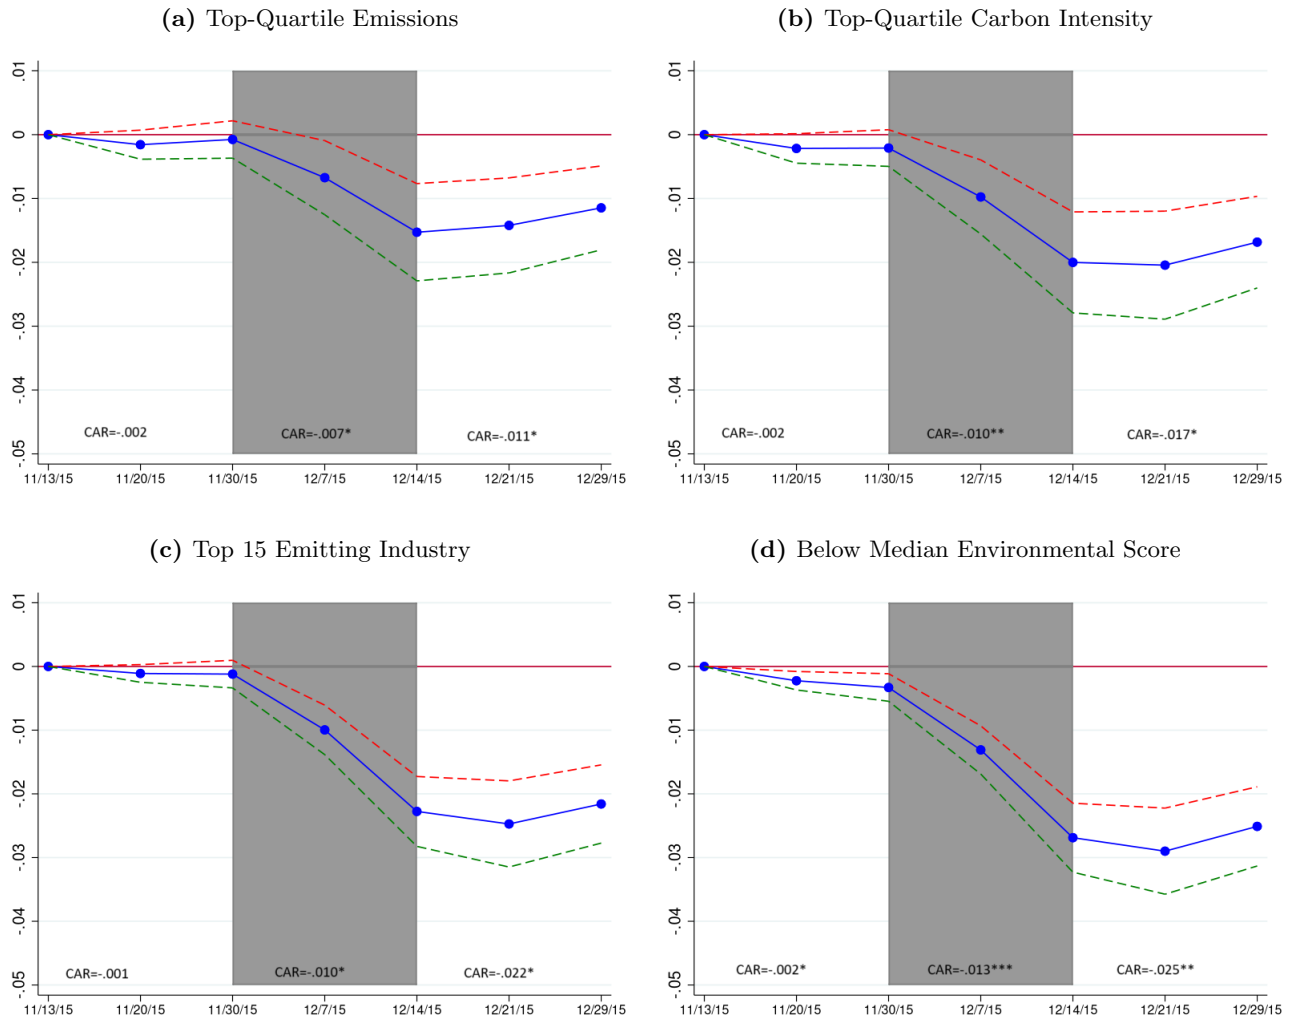 (a) Top-Quartile Emissions
.01
0
-.01
-.02
-.03
-.04
-.05
CAR=-.002
CAR=-.007*
CAR=-.011*
11/13/15 11/20/15 11/30/15 12/7/15 12/14/15 12/21/15 12/29/15
(b) Top-Quartile Carbon Intensity
.01
0
-.01
-.02
-.03
-.04
-.05
CAR=-.002
CAR=-.010**
CAR=-.017*
11/13/15 11/20/15 11/30/15 12/7/15 12/14/15 12/21/15 12/29/15
(c) Top 15 Emitting Industry
.01
0
-.01
-.02
-.03
-.04
-.05
CAR=-.001
CAR=-.010*
CAR=-.022*
11/13/15 11/20/15 11/30/15 12/7/15 12/14/15 12/21/15 12/29/15
(d) Below Median Environmental Score
.01
0
-.01
-.02
-.03
-.04
-.05
CAR=-.002*
CAR=-.013***
CAR=-.025**
11/13/15 11/20/15 11/30/15 12/7/15 12/14/15 12/21/15 12/29/15